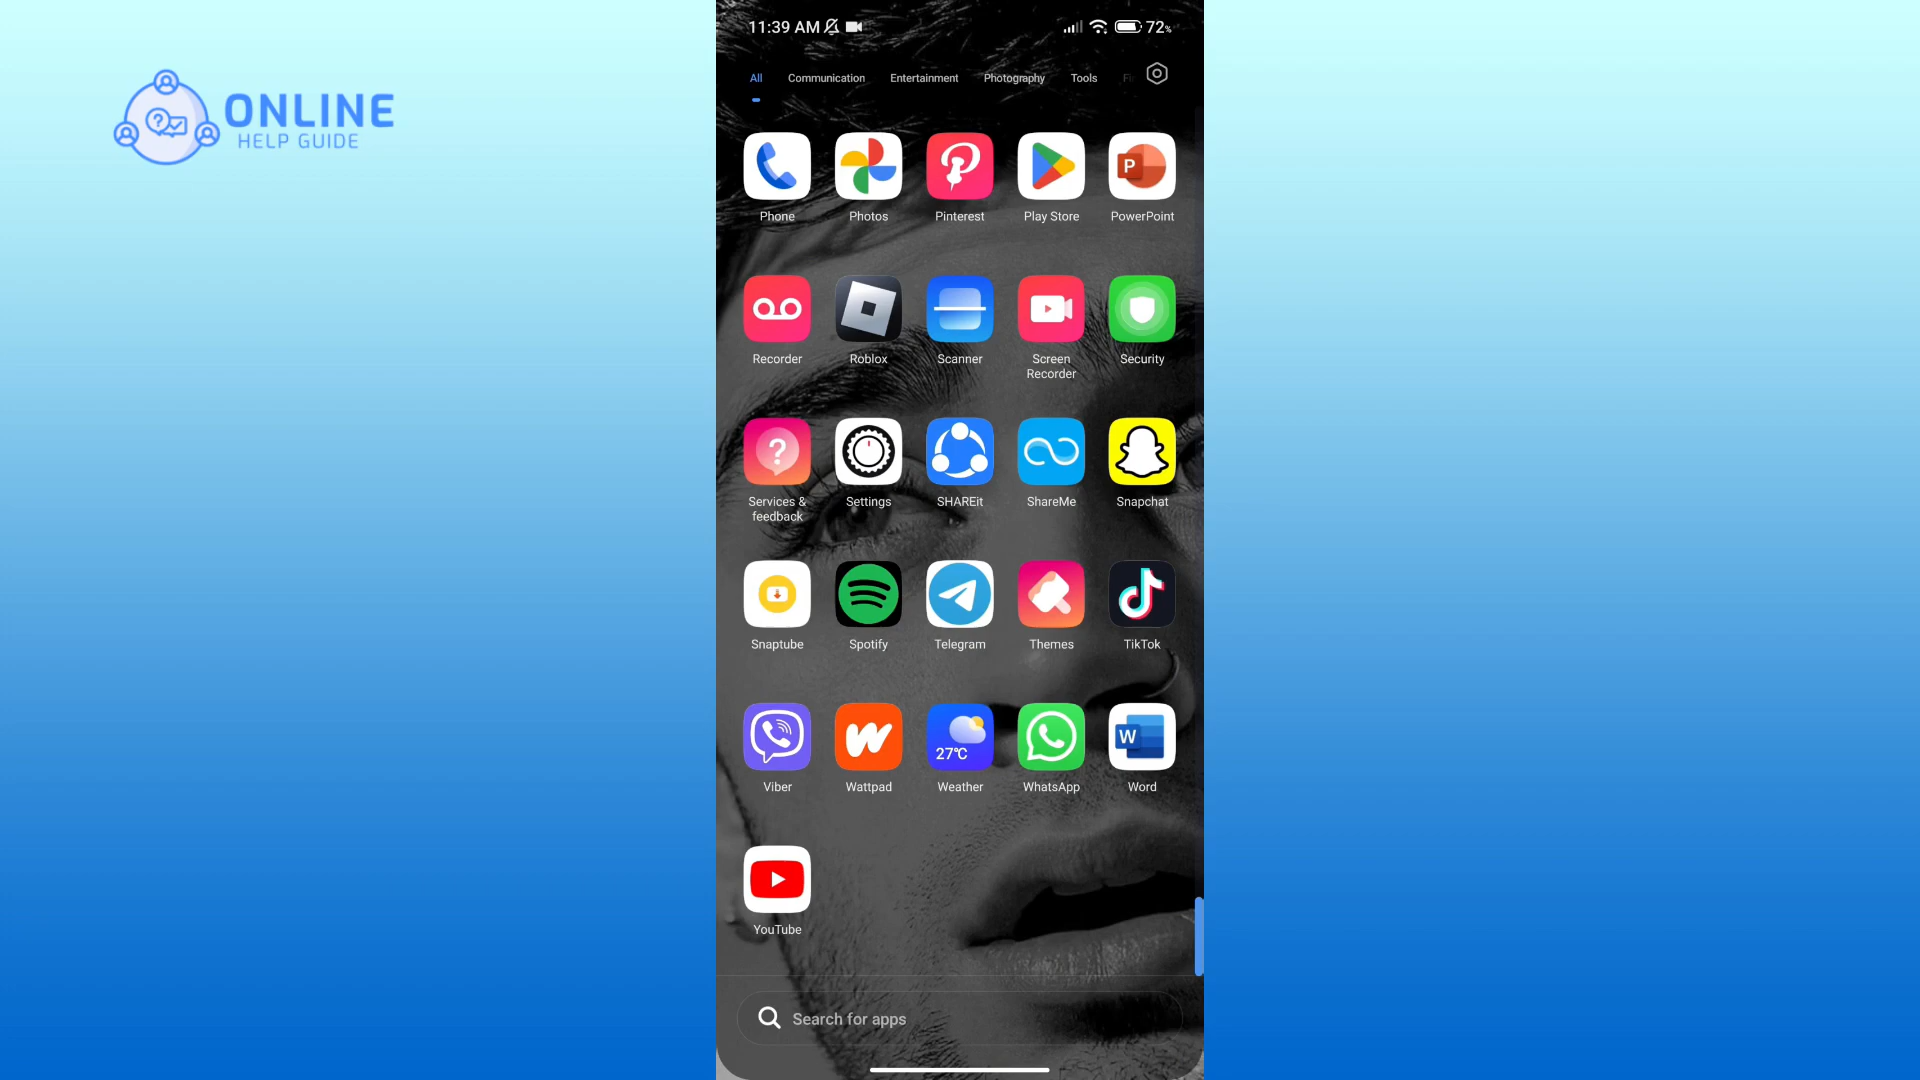 ONLINE
HELP GUIDE
11:39 AM 72%
All Communication Entertainment Photography Tools
Phone Photos Pinterest Play Store PowerPoint
P
Recorder Roblox Scanner Screen Recorder Security
Services & feedback Settings SHAREit ShareMe Snapchat
Snaptube Spotify Telegram Themes TikTok
27°C
W
Viber Wattpad Weather WhatsApp Word
YouTube
Search for apps